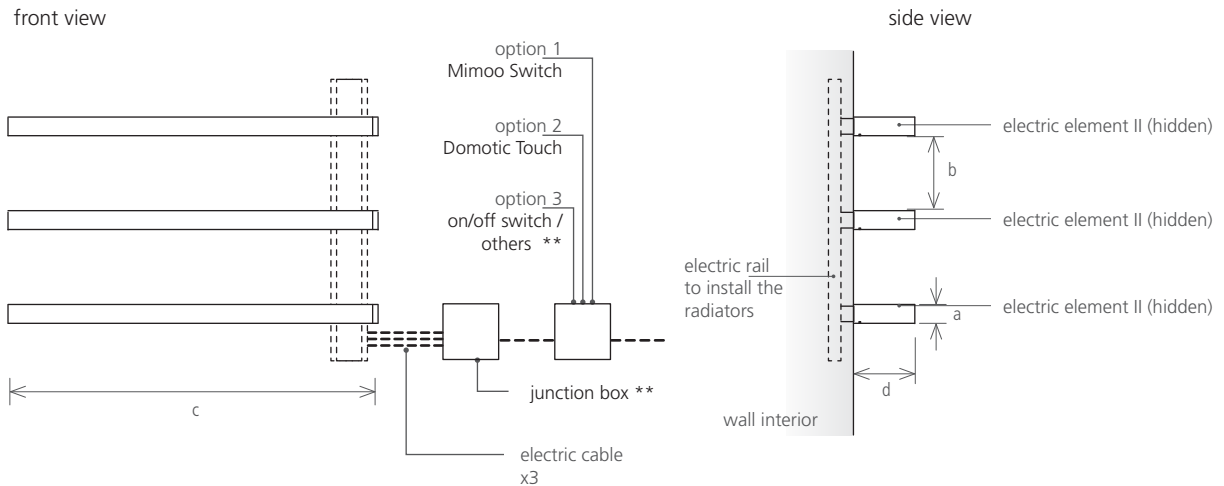 front view
side view
option 1
Mimoo Switch
option 2
Domotic Touch
option 3
on/off switch /
others **
junction box **
electric cable
x3
c
electric rail
to install the
radiators
wall interior
electric element II (hidden)
b
electric element II (hidden)
electric element II (hidden)
a
d